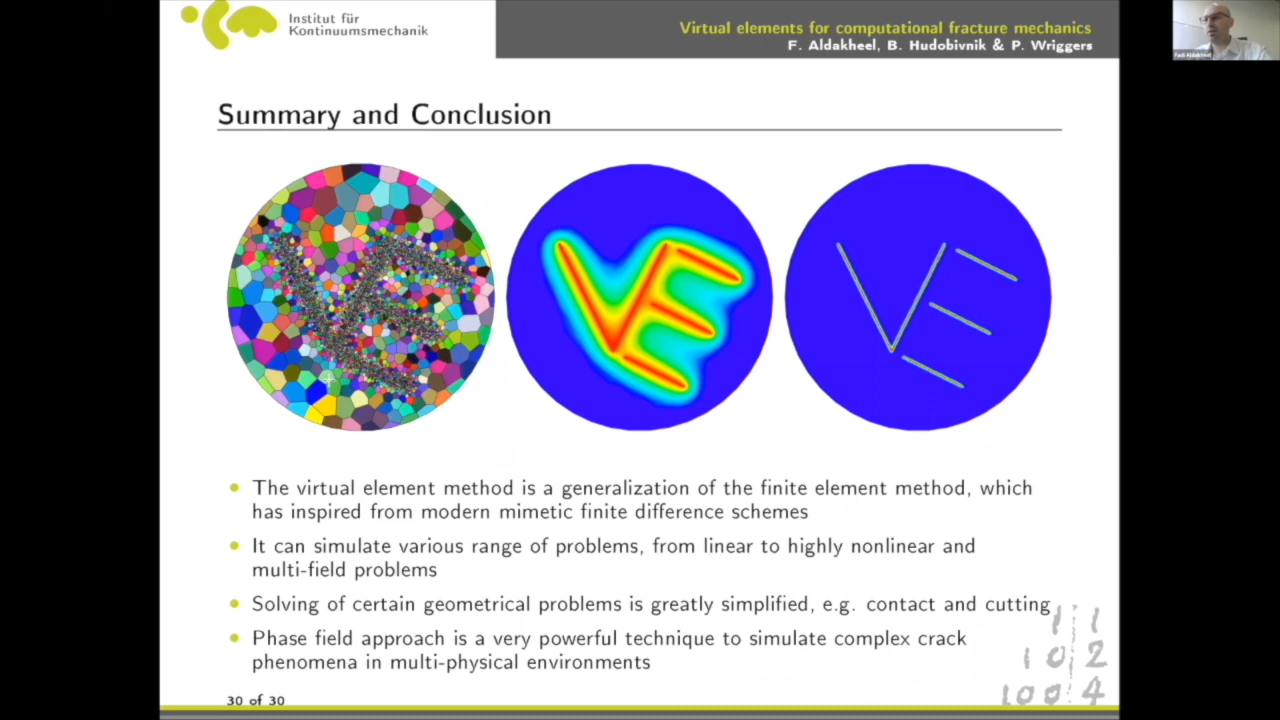 Institut für
Kontinuumsmechanik
Virtual elements for computational fracture mechanics
F. Aldakheel, B. Hudobivnik & P. Wriggers
Fadi Aldakheel
Summary and Conclusion
The virtual element method is a generalization of the finite element method, which
has inspired from modern mimetic finite difference schemes
It can simulate various range of problems, from linear to highly nonlinear and
multi-field problems
Solving of certain geometrical problems is greatly simplified, e.g. contact and cutting
Phase field approach is a very powerful technique to simulate complex crack
phenomena in multi-physical environments
1 1
10 2
100 4
30 of 30